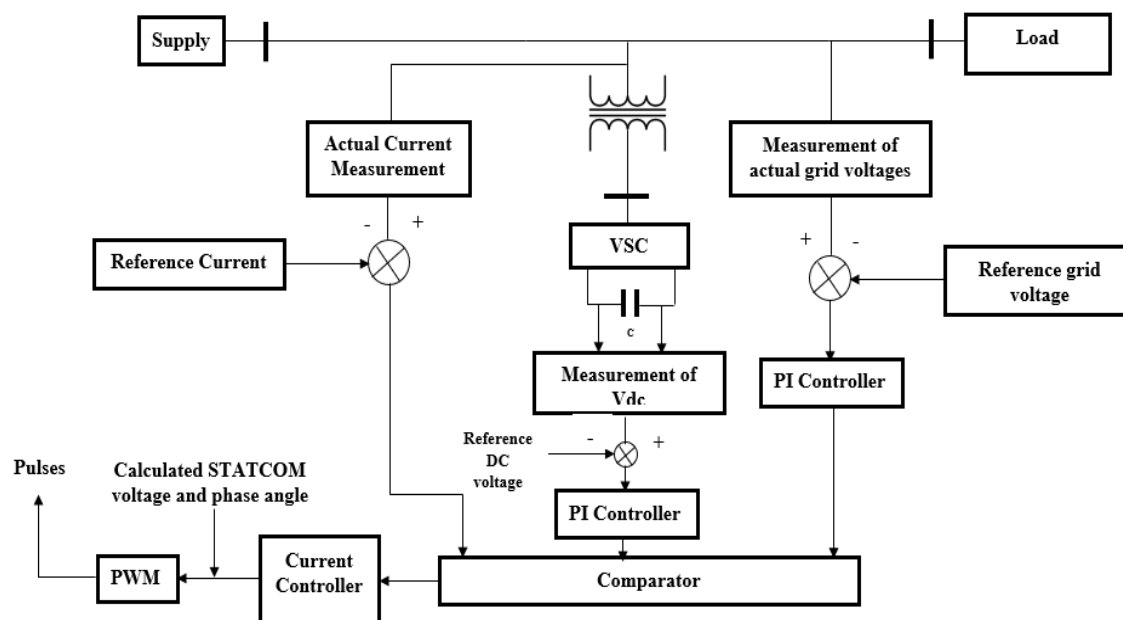 Supply
Load
Actual Current
Measurement
Measurement of
actual grid voltages
-
+
+
-
VSC
Reference Current
Reference grid
voltage
c
Measurement of
Vdc
PI Controller
-
+
Reference
DC
voltage
Pulses
Calculated STATCOM
voltage and phase angle
PI Controller
PWM
Current
Controller
Comparator